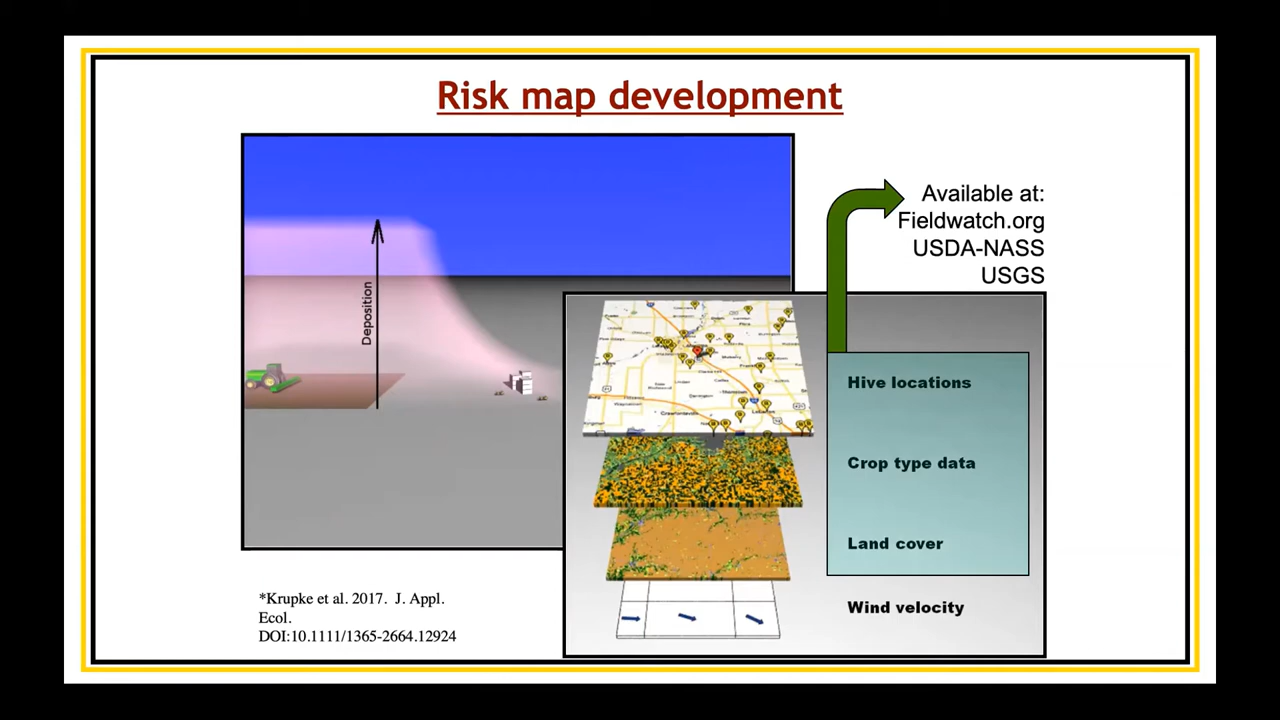 Risk map development
Available at:
Fieldwatch.org
USDA-NASS
USGS
Deposition
Hive locations
Crop type data
Land cover
Wind velocity
*Krupke et al. 2017. J. Appl.
Ecol.
DOI:10.1111/1365-2664.12924